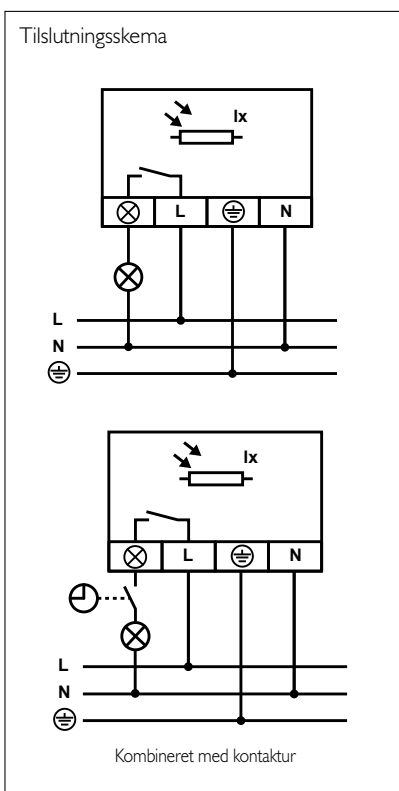 Tilslutningsskema
lx
L N
L
N
lx
L N
L
N
Kombineret med kontaktur